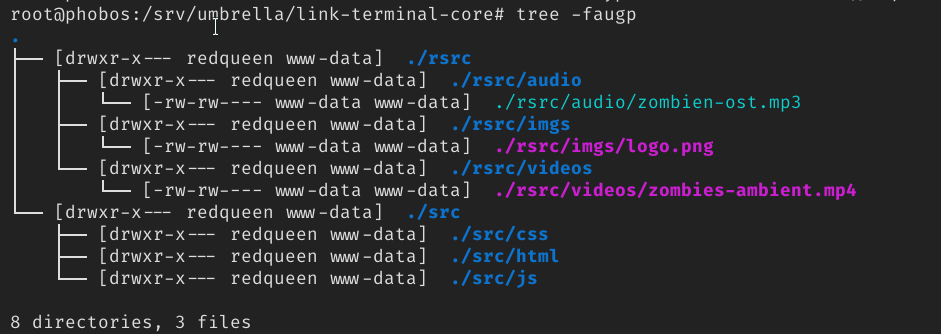 root@phobos:/srv/umbrella/link-terminal-core# tree -faugp
.
├── [drwxr-x--- redqueen www-data]  ./rsrc
│   ├── [drwxr-x--- redqueen www-data]  ./rsrc/audio
│   │   └── [-rw-rw---- www-data www-data]  ./rsrc/audio/zombien-ost.mp3
│   ├── [drwxr-x--- redqueen www-data]  ./rsrc/imgs
│   │   └── [-rw-rw---- www-data www-data]  ./rsrc/imgs/logo.png
│   └── [drwxr-x--- redqueen www-data]  ./rsrc/videos
│       └── [-rw-rw---- www-data www-data]  ./rsrc/videos/zombies-ambient.mp4
└── [drwxr-x--- redqueen www-data]  ./src
    ├── [drwxr-x--- redqueen www-data]  ./src/css
    ├── [drwxr-x--- redqueen www-data]  ./src/html
    └── [drwxr-x--- redqueen www-data]  ./src/js
8 directories, 3 files